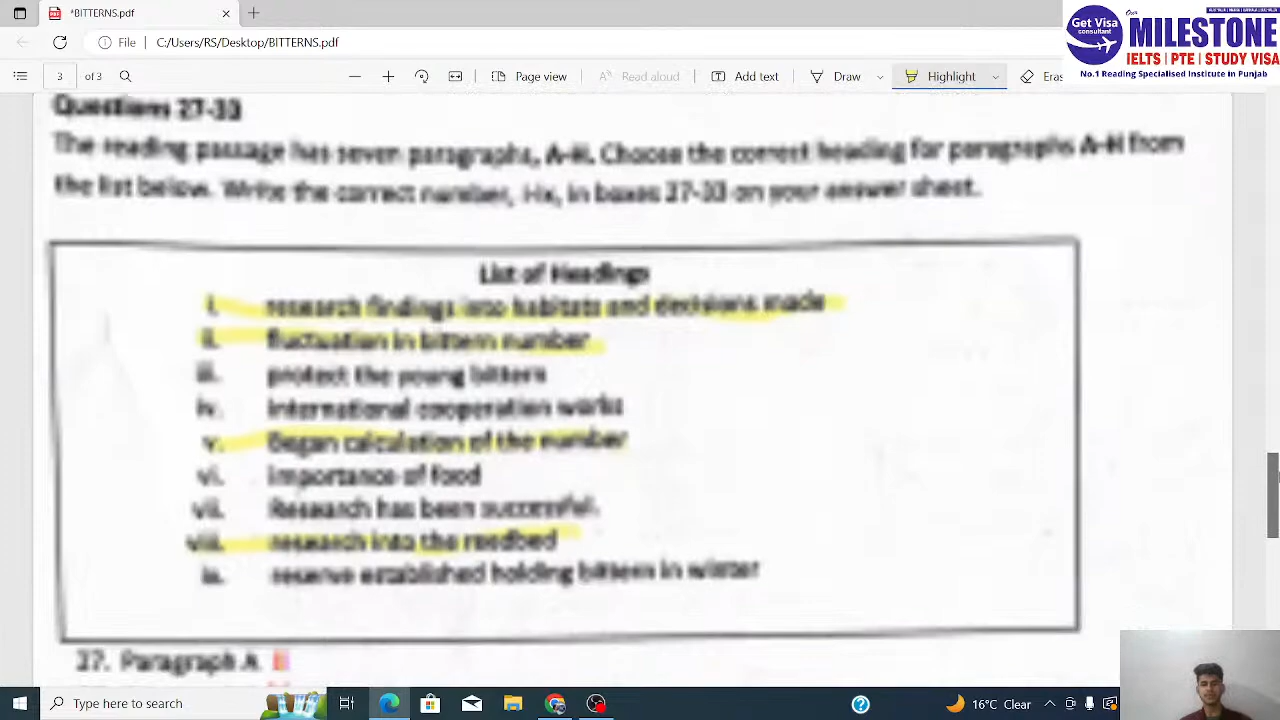 *BITTERNS.pdf
File C:/Users/RS/Desktop/BITTERNS.pdf
3 of 3 Page view Read aloud Add text Draw Highlight Eras
Get Visa
consultant
MILESTONE
IELTS | PTE | STUDY VISA
No.1 Reading Specialised Institute in Punjab
Questions 27-33
The reading passage has seven paragraphs, A-H. Choose the correct heading for paragraphs A-H from
the list below. Write the correct number, i-ix, in boxes 27-33 on your answer sheet.
List of Headings
i. research findings into habitats and decisions made
ii. fluctuation in bittern number
iii. protect the young bittern
iv. international cooperation works
v. Began calculation of the number
vi. importance of food
vii. Research has been successful.
viii. research into the reedbed
ix. reserve established holding bittern in winter
27. Paragraph A
Type here to search
16°C Clear